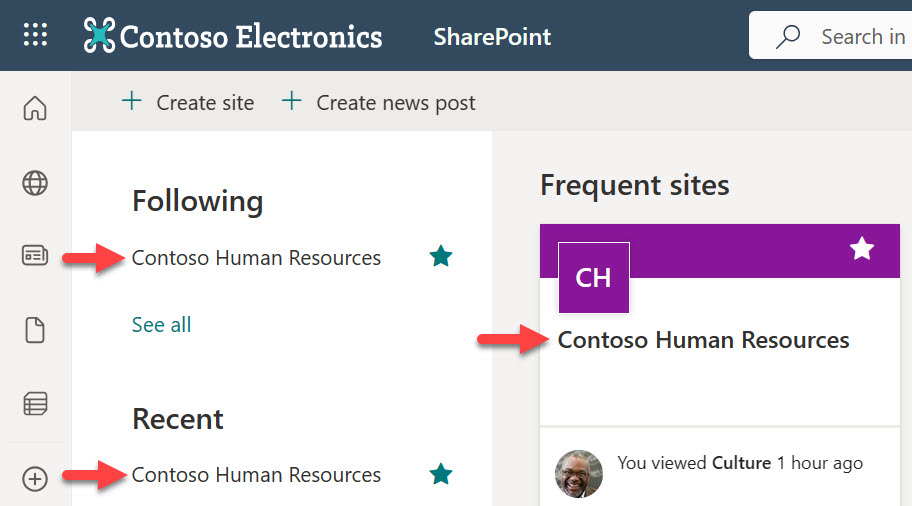 Contoso Electronics
SharePoint
Search in
Create site
Create news post
Following
Contoso Human Resources
See all
Recent
Contoso Human Resources
Frequent sites
CH
Contoso Human Resources
You viewed Culture 1 hour ago